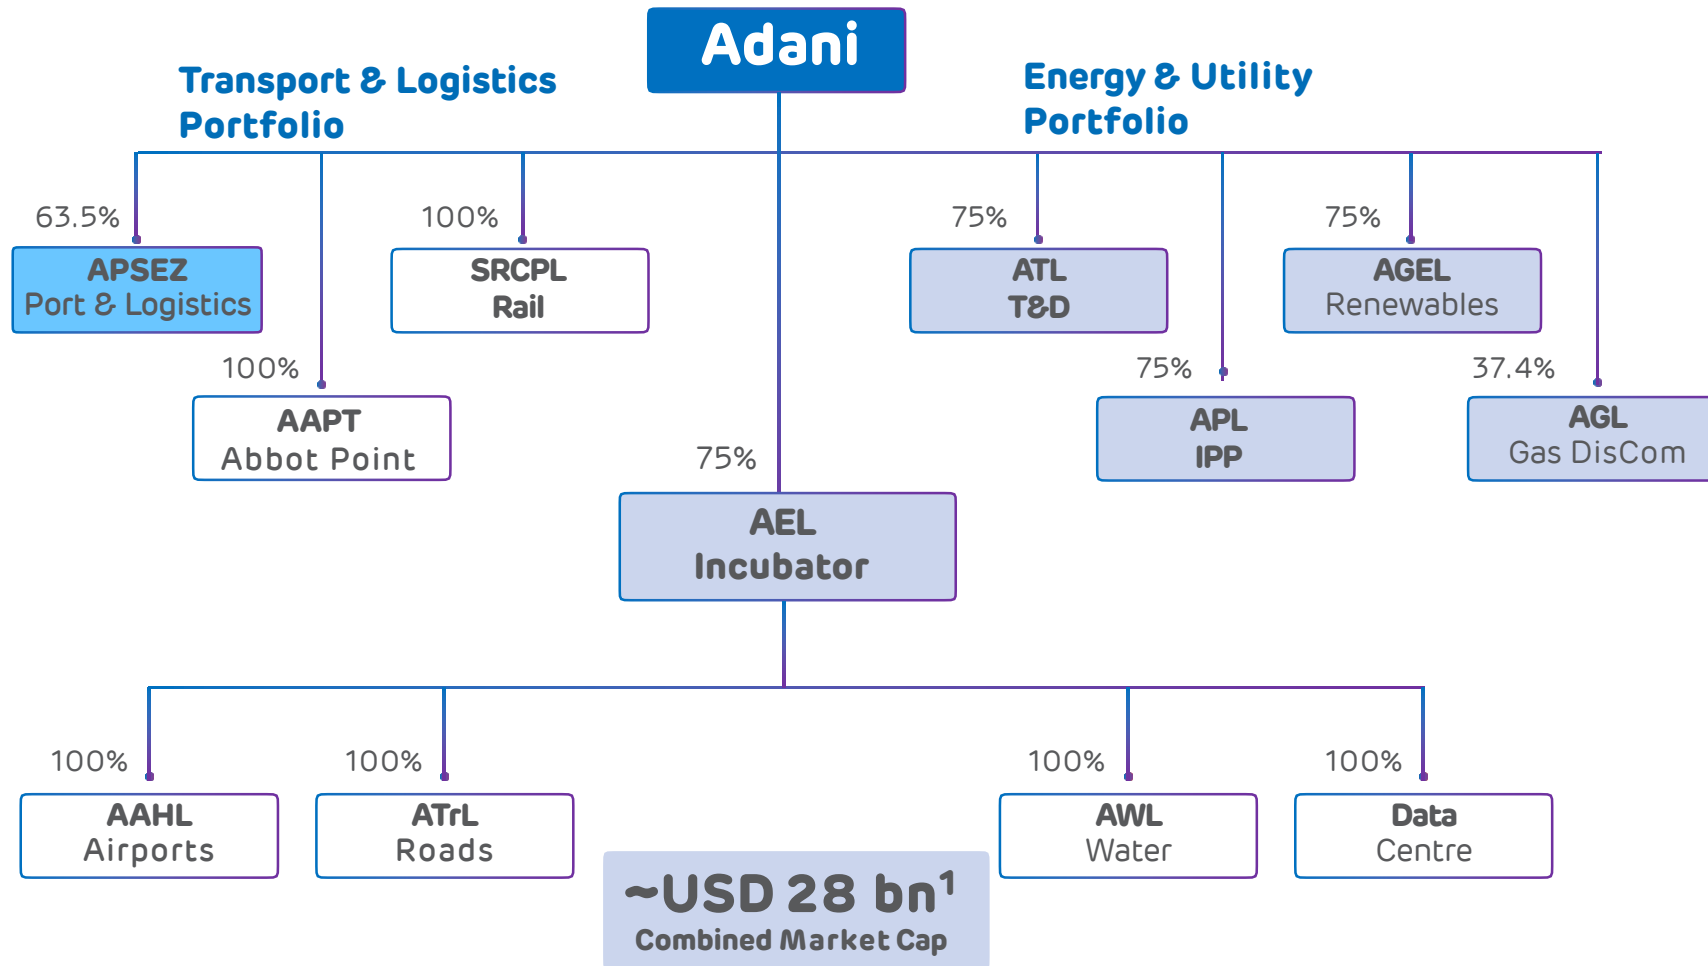 Adani
Transport & Logistics
Portfolio
Energy & Utility
Portfolio
63.5%
APSEZ
Port & Logistics
100%
SRCPL
Rail
75%
ATL
T&D
75%
AGEL
Renewables
100%
AAPT
Abbot Point
75%
APL
IPP
37.4%
AGL
Gas DisCom
75%
AEL
Incubator
100%
AAHL
Airports
100%
ATrL
Roads
100%
AWL
Water
100%
Data
Centre
~USD 28 bn¹
Combined Market Cap